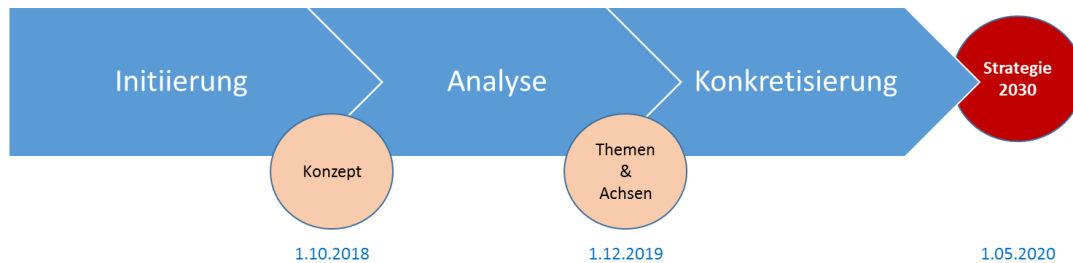 Initiierung
Analyse
Konkretisierung
Strategie
2030
Konzept
Themen
&
Achsen
1.10.2018
1.12.2019
1.05.2020